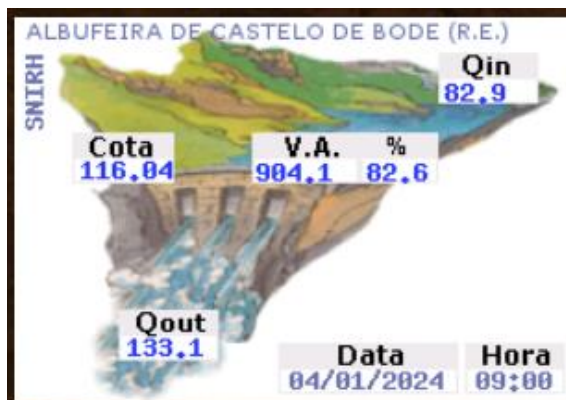 ALBUFEIRA DE CASTELO DE BODE (R.E.)
SNIRH
Qin
82.9
Cota V.A. %
116.04 904.1 82.6
Qout
133.1
Data Hora
04/01/2024 09:00